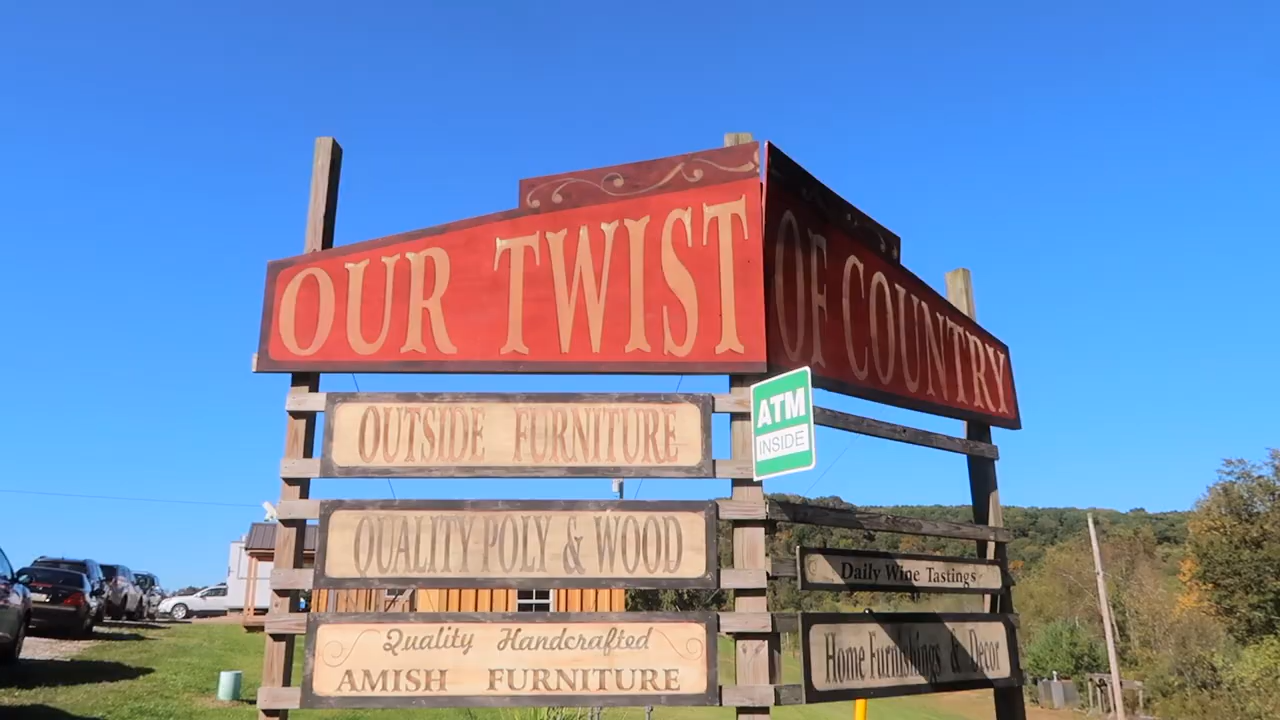 OUR TWIST
OF COUNTRY
OUTSIDE FURNITURE
ATM
INSIDE
QUALITY POLY & WOOD
Quality Handcrafted
AMISH FURNITURE
Daily Wine Tastings
Home Furnishings & Decor